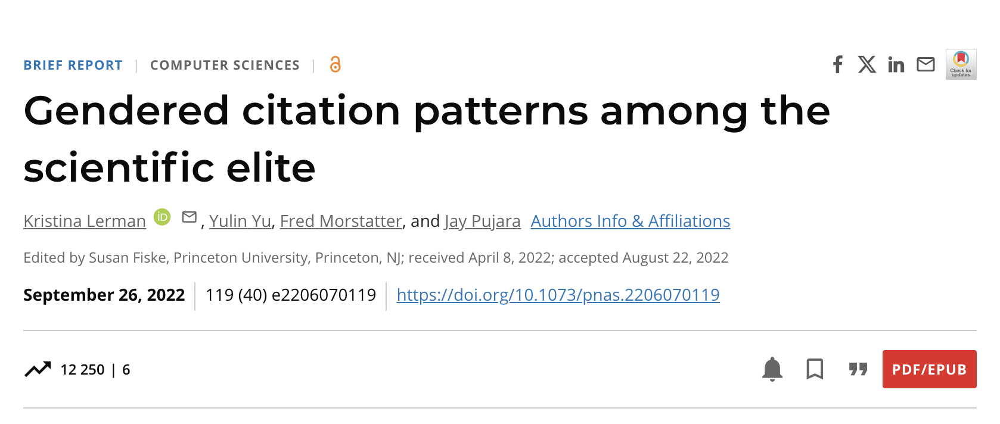 BRIEF REPORT | COMPUTER SCIENCES |
Check for
updates
Gendered citation patterns among the
scientific elite
Kristina Lerman iD , Yulin Yu, Fred Morstatter, and Jay Pujara Authors Info & Affiliations
Edited by Susan Fiske, Princeton University, Princeton, NJ; received April 8, 2022; accepted August 22, 2022
September 26, 2022 | 119 (40) e2206070119 | https://doi.org/10.1073/pnas.2206070119
12 250 | 6
PDF/EPUB